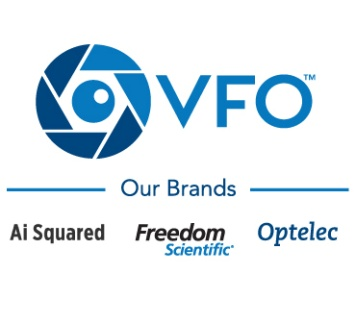 VFO™
Our Brands
Ai Squared
Freedom
Scientific
Optelec